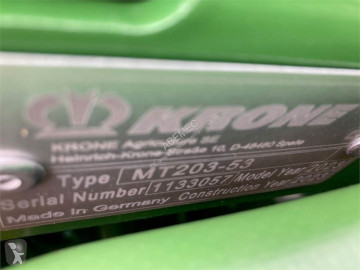 KRONE
KRONE Agriculture SE
Heinrich-Krone-Strasse 10, D-48480 Spelle
Type MT203-53
Serial Number 1133057 Model Year
Made in Germany Construction Year